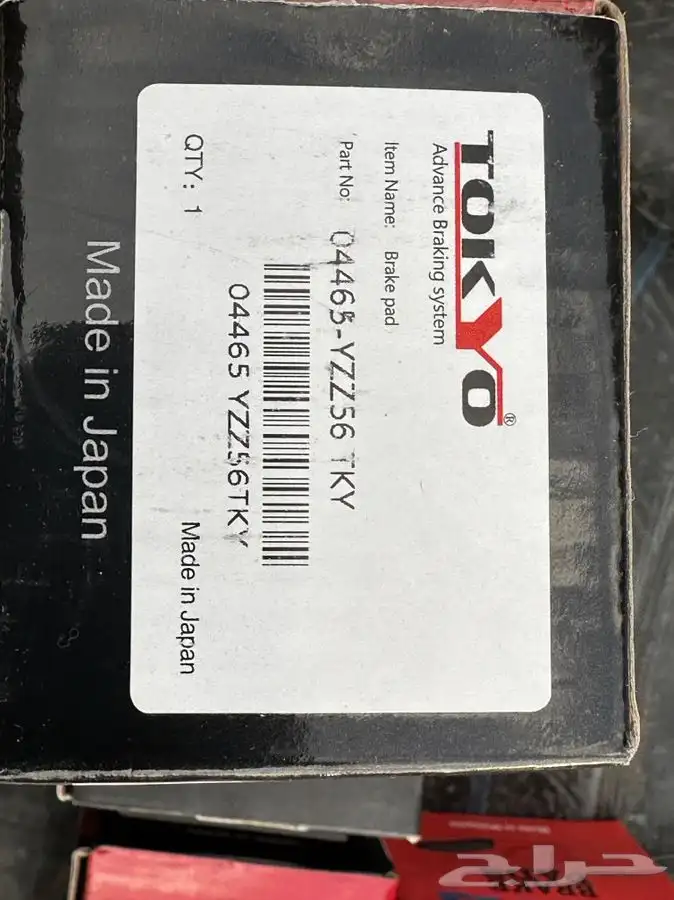 TOKYO®
Advance Braking system
Item Name: Brake pad
Part No: 04465-YZZ56 TKY
04465 YZZ56TKY
QTY: 1 Made in Japan
Made in Japan
BRAKE
حراج